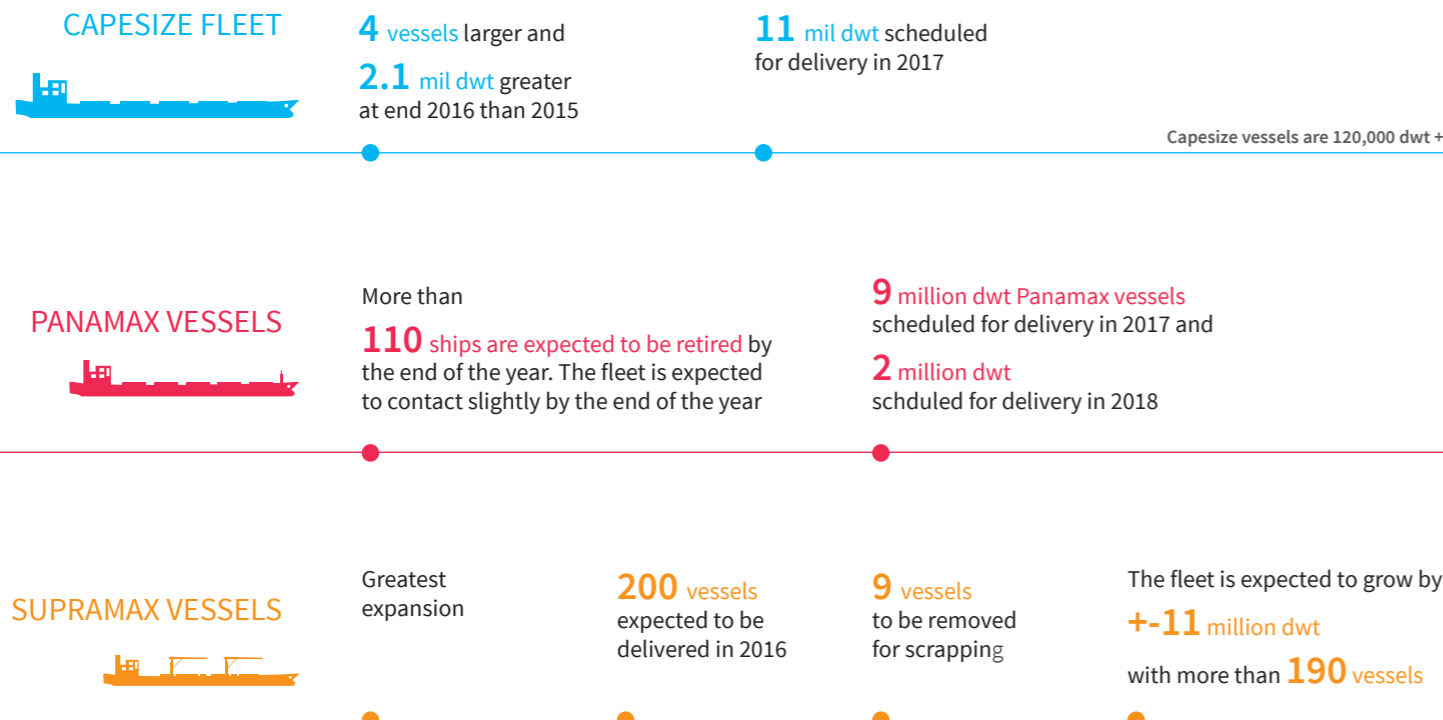 CAPESIZE FLEET
4 vessels larger and
2.1 mil dwt greater
at end 2016 than 2015
11 mil dwt scheduled
for delivery in 2017
Capesize vessels are 120,000 dwt +
PANAMAX VESSELS
More than
110 ships are expected to be retired by
the end of the year. The fleet is expected
to contact slightly by the end of the year
9 million dwt Panamax vessels
scheduled for delivery in 2017 and
2 million dwt
schduled for delivery in 2018
SUPRAMAX VESSELS
Greatest
expansion
200 vessels
expected to be
delivered in 2016
9 vessels
to be removed
for scrapping
The fleet is expected to grow by
+-11 million dwt
with more than 190 vessels